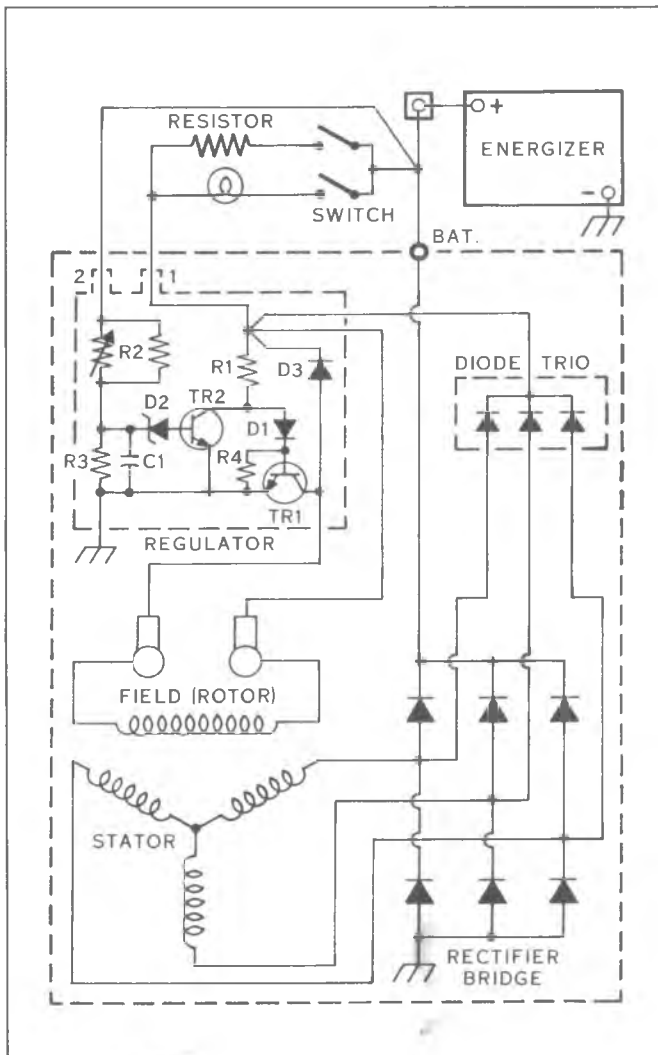 RESISTOR
+
ENERGIZER
-
SWITCH
BAT.
2
1
R2
R1
D3
DIODE TRIO
D2
TR2
D1
R3
C1
R4
TR1
REGULATOR
FIELD (ROTOR)
STATOR
RECTIFIER
BRIDGE